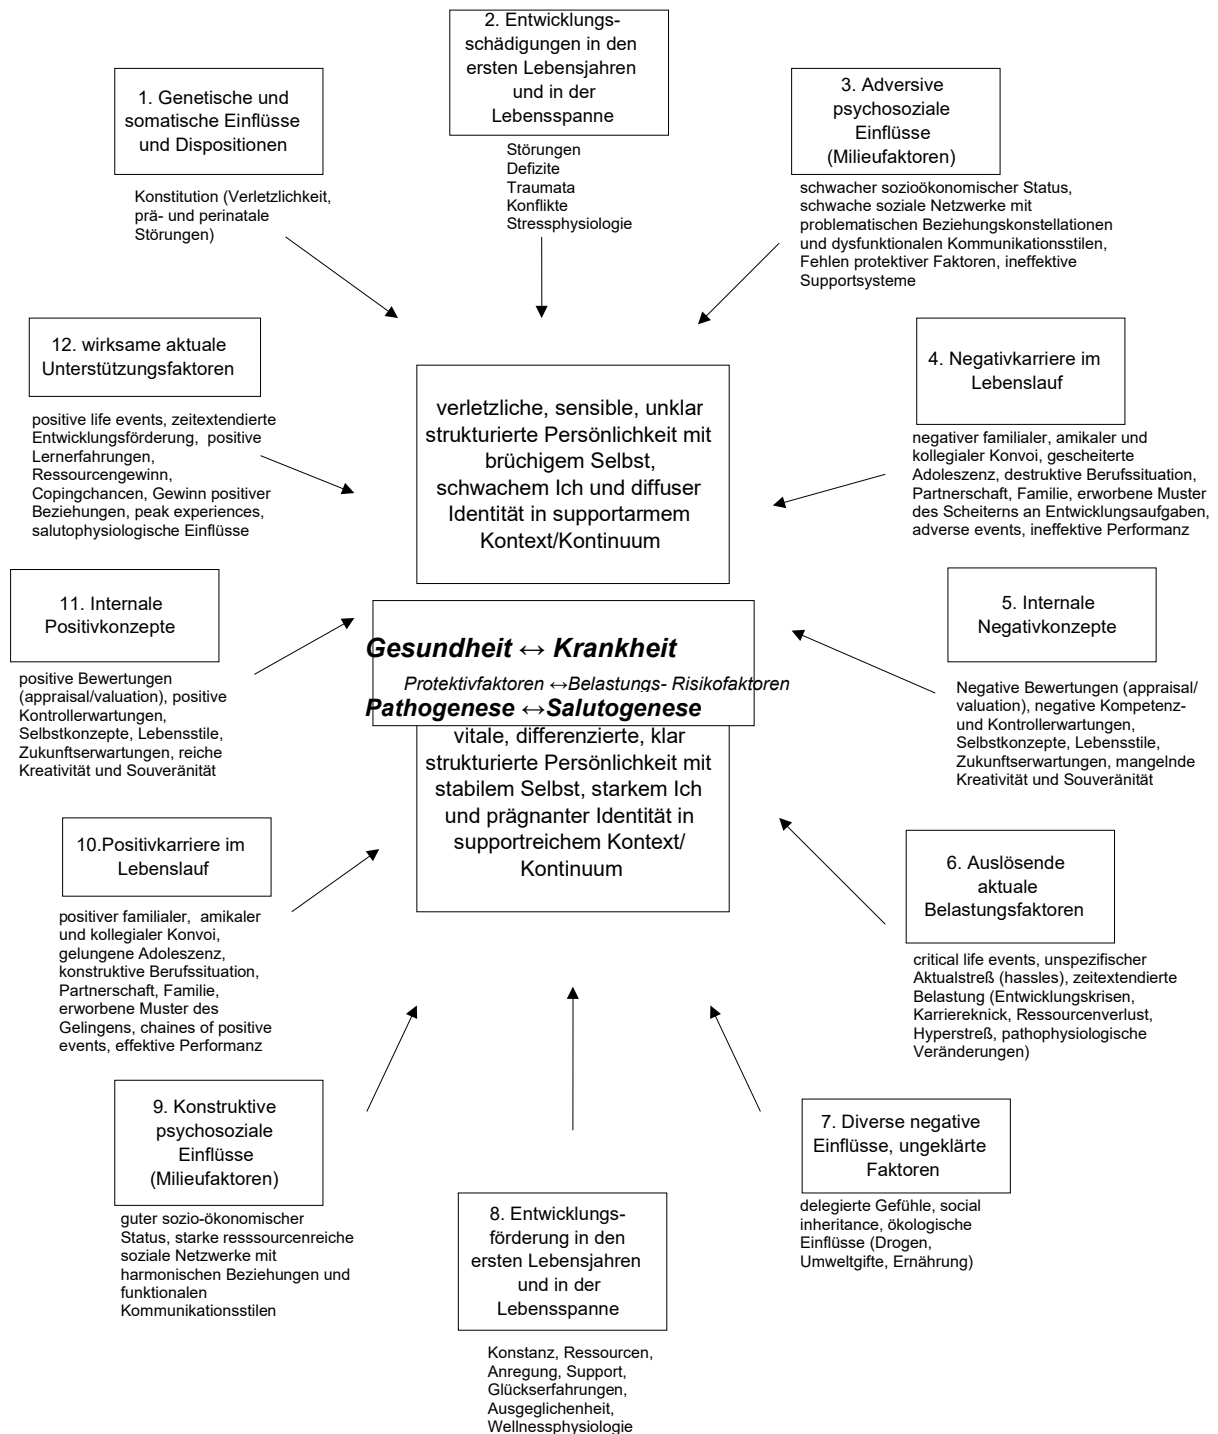 2. Entwicklungs-
schädigungen in den
ersten Lebensjahren
und in der
Lebensspanne
Störungen
Defizite
Traumata
Konflikte
Stressphysiologie
1. Genetische und
somatische Einflüsse
und Dispositionen
Konstitution (Verletzlichkeit,
prä- und perinatale
Störungen)
3. Adversive
psychosoziale
Einflüsse
(Milieufaktoren)
schwacher sozioökonomischer Status,
schwache soziale Netzwerke mit
problematischen Beziehungskonstellationen
und dysfunktionalen Kommunikationsstilen,
Fehlen protektiver Faktoren, ineffektive
Supportsysteme
12. wirksame aktuale
Unterstützungsfaktoren
positive life events, zeitextendierte
Entwicklungsförderung, positive
Lernerfahrungen,
Ressourcengewinn,
Copingchancen, Gewinn positiver
Beziehungen, peak experiences,
salutophysiologische Einflüsse
verletzliche, sensible, unklar
strukturierte Persönlichkeit mit
brüchigem Selbst,
schwachem Ich und diffuser
Identität in supportarmem
Kontext/Kontinuum
4. Negativkarriere im
Lebenslauf
negativer familialer, amikaler und
kollegialer Konvoi, gescheiterte
Adoleszenz, destruktive Berufssituation,
Partnerschaft, Familie, erworbene Muster
des Scheiterns an Entwicklungsaufgaben,
adverse events, ineffektive Performanz
11. Internale
Positivkonzepte
positive Bewertungen
(appraisal/valuation), positive
Kontrollerwartungen,
Selbstkonzepte, Lebensstile,
Zukunftserwartungen, reiche
Kreativität und Souveränität
Gesundheit ↔ Krankheit
Protektivfaktoren ↔Belastungs- Risikofaktoren
Pathogenese ↔Salutogenese
vitale, differenzierte, klar
strukturierte Persönlichkeit mit
stabilem Selbst, starkem Ich
und prägnanter Identität in
supportreichem Kontext/
Kontinuum
5. Internale
Negativkonzepte
Negative Bewertungen (appraisal/
valuation), negative Kompetenz-
und Kontrollerwartungen,
Selbstkonzepte, Lebensstile,
Zukunftserwartungen, mangelnde
Kreativität und Souveränität
10.Positivkarriere im
Lebenslauf
positiver familialer, amikaler
und kollegialer Konvoi,
gelungene Adoleszenz,
konstruktive Berufssituation,
Partnerschaft, Familie,
erworbene Muster des
Gelingens, chaines of positive
events, effektive Performanz
6. Auslösende
aktuale
Belastungsfaktoren
critical life events, unspezifischer
Aktualstreß (hassles), zeitextendierte
Belastung (Entwicklungskrisen,
Karriereknick, Ressourcenverlust,
Hyperstreß, pathophysiologische
Veränderungen)
9. Konstruktive
psychosoziale
Einflüsse
(Milieufaktoren)
guter sozio-ökonomischer
Status, starke resssourcenreiche
soziale Netzwerke mit
harmonischen Beziehungen und
funktionalen
Kommunikationsstilen
7. Diverse negative
Einflüsse, ungeklärte
Faktoren
delegierte Gefühle, social
inheritance, ökologische
Einflüsse (Drogen,
Umweltgifte, Ernährung)
8. Entwicklungs-
förderung in den
ersten Lebensjahren
und in der
Lebensspanne
Konstanz, Ressourcen,
Anregung, Support,
Glückserfahrungen,
Ausgeglichenheit,
Wellnessphysiologie